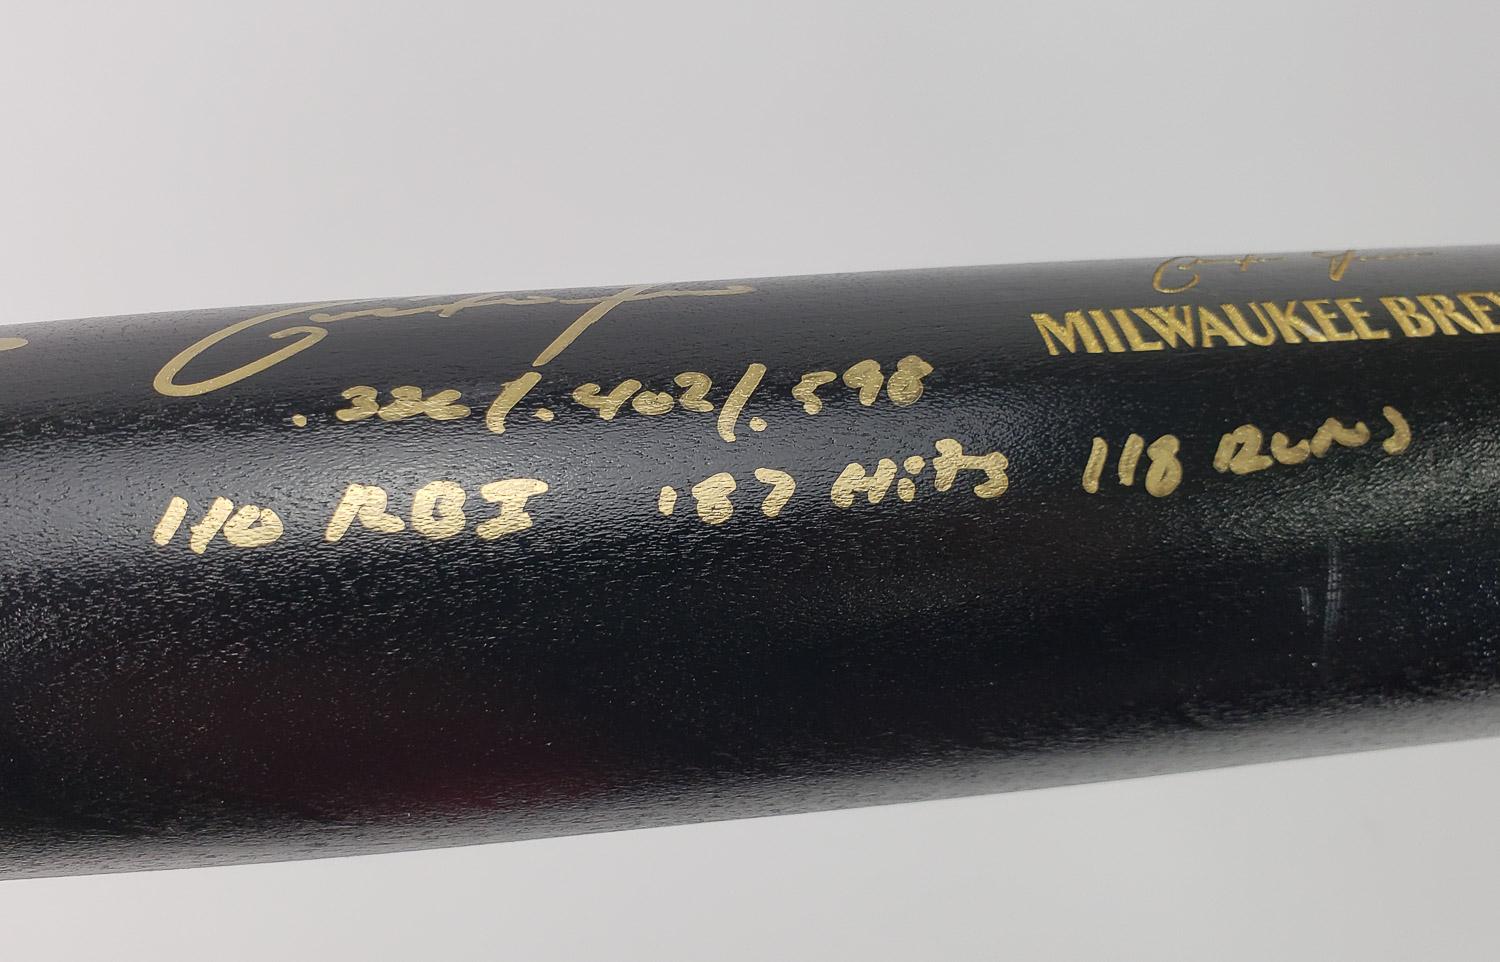 MILWAUKEE BRE
.326/.402/.598
110 RBI 187 Hits 118 Runs